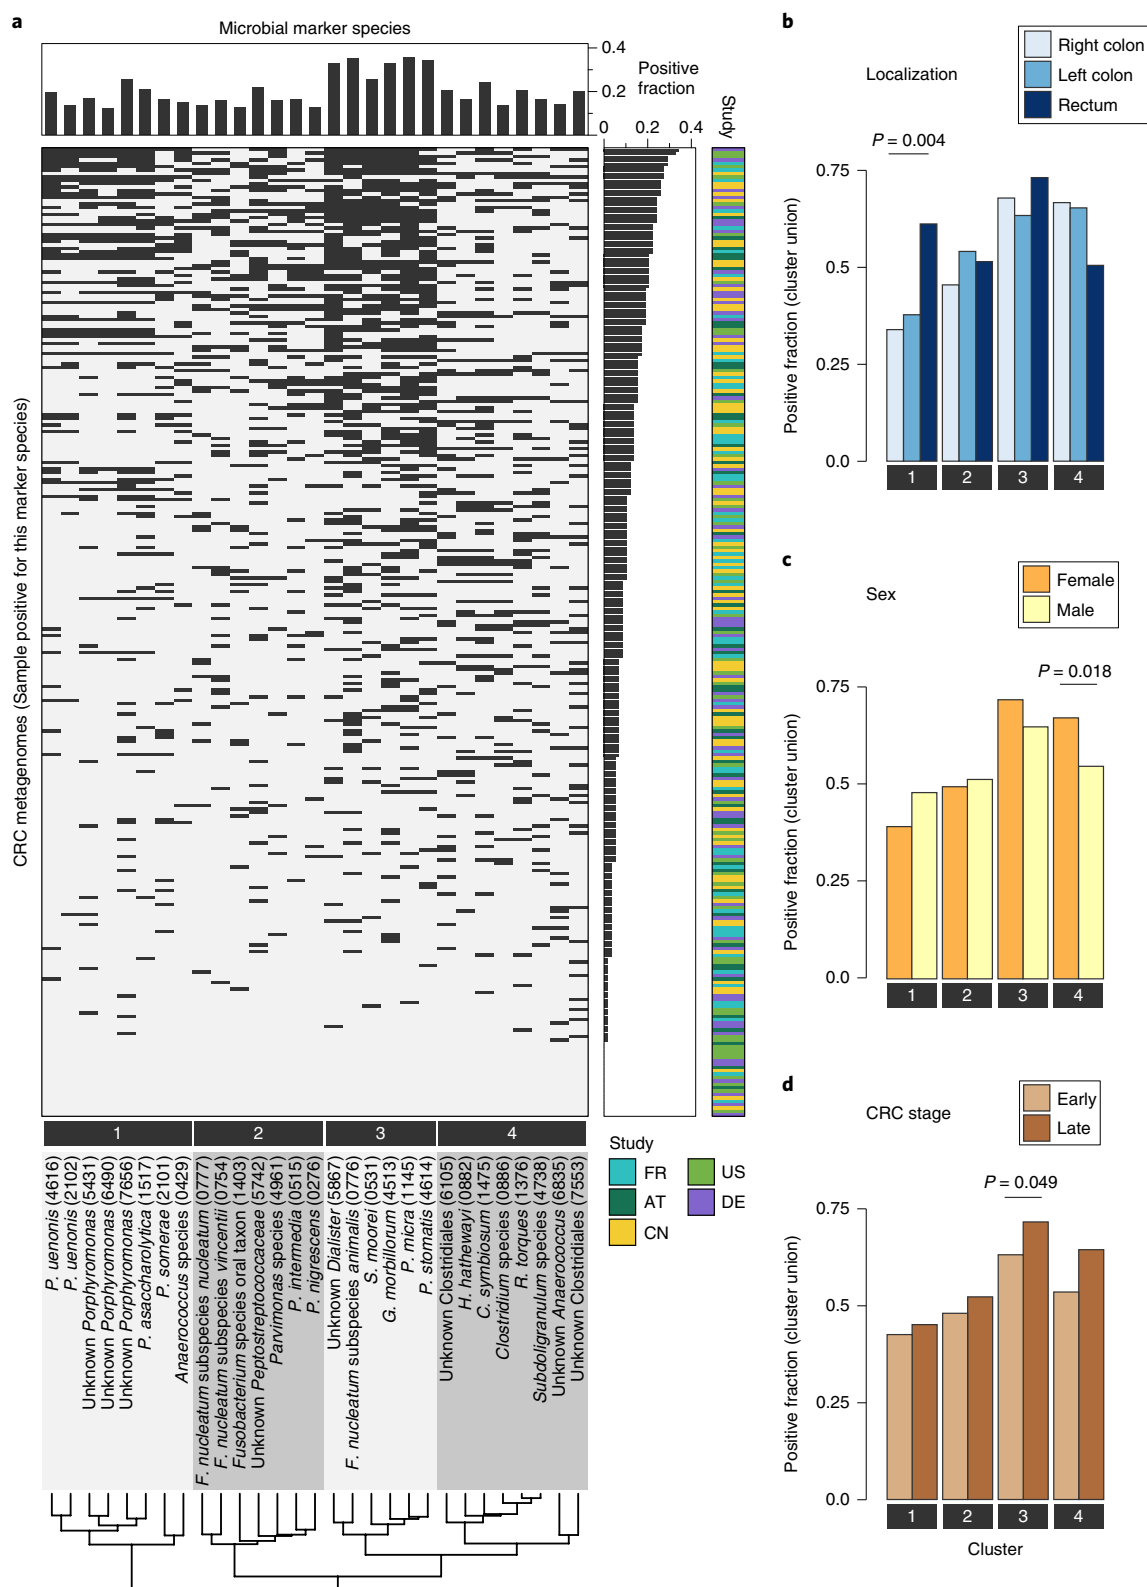 a
Microbial marker species
0.4
0.2
0
Positive
fraction
0 0.2 0.4
Study
CRC metagenomes (Sample positive for this marker species)
1 2 3 4
P. uenonis (4616)
P. uenonis (2102)
Unknown Porphyromonas (5431)
Unknown Porphyromonas (6490)
Unknown Porphyromonas (7656)
P. asaccharolytica (1517)
P. somerae (2101)
Anaerococcus species (0429)
F. nucleatum subspecies nucleatum (0777)
F. nucleatum subspecies vincentii (0754)
Fusobacterium species oral taxon (1403)
Unknown Peptostreptococcaceae (5742)
Parvimonas species (4961)
P. intermedia (0515)
P. nigrescens (0276)
Unknown Dialister (5867)
F. nucleatum subspecies animalis (0776)
S. moorei (0531)
G. morbillorum (4513)
P. micra (1145)
P. stomatis (4614)
Unknown Clostridiales (6105)
H. hathewayi (0882)
C. symbiosum (1475)
Clostridium species (0886)
R. torques (1376)
Subdoligranulum species (4738)
Unknown Anaerococcus (6835)
Unknown Clostridiales (7553)
Study
FR US
AT DE
CN
b
Localization
Right colon
Left colon
Rectum
P = 0.004
0.75
0.5
0.25
0.0
Positive fraction (cluster union)
1 2 3 4
c
Sex
Female
Male
P = 0.018
0.75
0.5
0.25
0.0
Positive fraction (cluster union)
1 2 3 4
d
CRC stage
Early
Late
P = 0.049
0.75
0.5
0.25
0.0
Positive fraction (cluster union)
1 2 3 4
Cluster